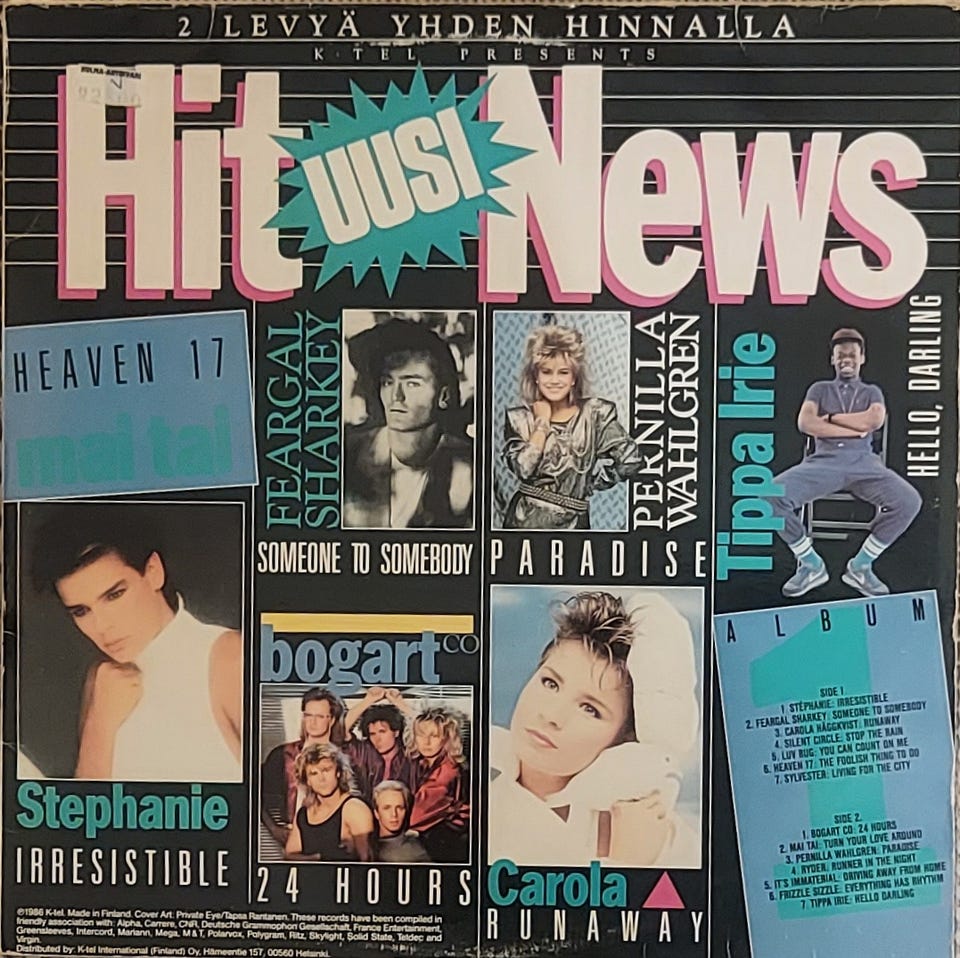 2 LEVYÄ YHDEN HINNALLA
K-TEL PRESENTS
Hit UUSI News
HEAVEN 17
mai tai
FEARGAL
SHARKEY
SOMEONE TO SOMEBODY
PERNILLA
WAHLGREN
PARADISE
Tippa Irie
HELLO, DARLING
Stephanie
IRRESISTIBLE
bogart co
24 HOURS
Carola
RUNAWAY
ALBUM
1
SIDE 1
1. STÉPHANIE: IRRESISTIBLE
2. FEARGAL SHARKEY: SOMEONE TO SOMEBODY
3. CAROLA HÄGGKVIST: RUNAWAY
4. SILENT CIRCLE: STOP THE RAIN
5. LUV BUG: YOU CAN COUNT ON ME
6. HEAVEN 17: THE FOOLISH THING TO DO
7. SYLVESTER: LIVING FOR THE CITY
SIDE 2.
1. BOGART CO: 24 HOURS
2. MAI TAI: TURN YOUR LOVE AROUND
3. PERNILLA WAHLGREN: PARADISE
4. RYDER: RUNNER IN THE NIGHT
5. IT'S IMMATERIAL: DRIVING AWAY FROM HOME
6. FRIZZLE SIZZLE: EVERYTHING HAS RHYTHM
7. TIPPA IRIE: HELLO DARLING
℗1986 K-tel. Made in Finland. Cover Art: Private Eye/Tapsa Rantanen. These records have been compiled in
friendly association with: Alpha, Carrere, CNR, Deutsche Grammophon Gesellschaft, France Entertainment,
Greensleeves, Intercord, Mariann, Mega, M & T, Polarvox, Polygram, Ritz, Skylight, Solid State, Teldec and
Virgin.
Distributed by: K-tel International (Finland) Oy, Hämeentie 157, 00560 Helsinki.